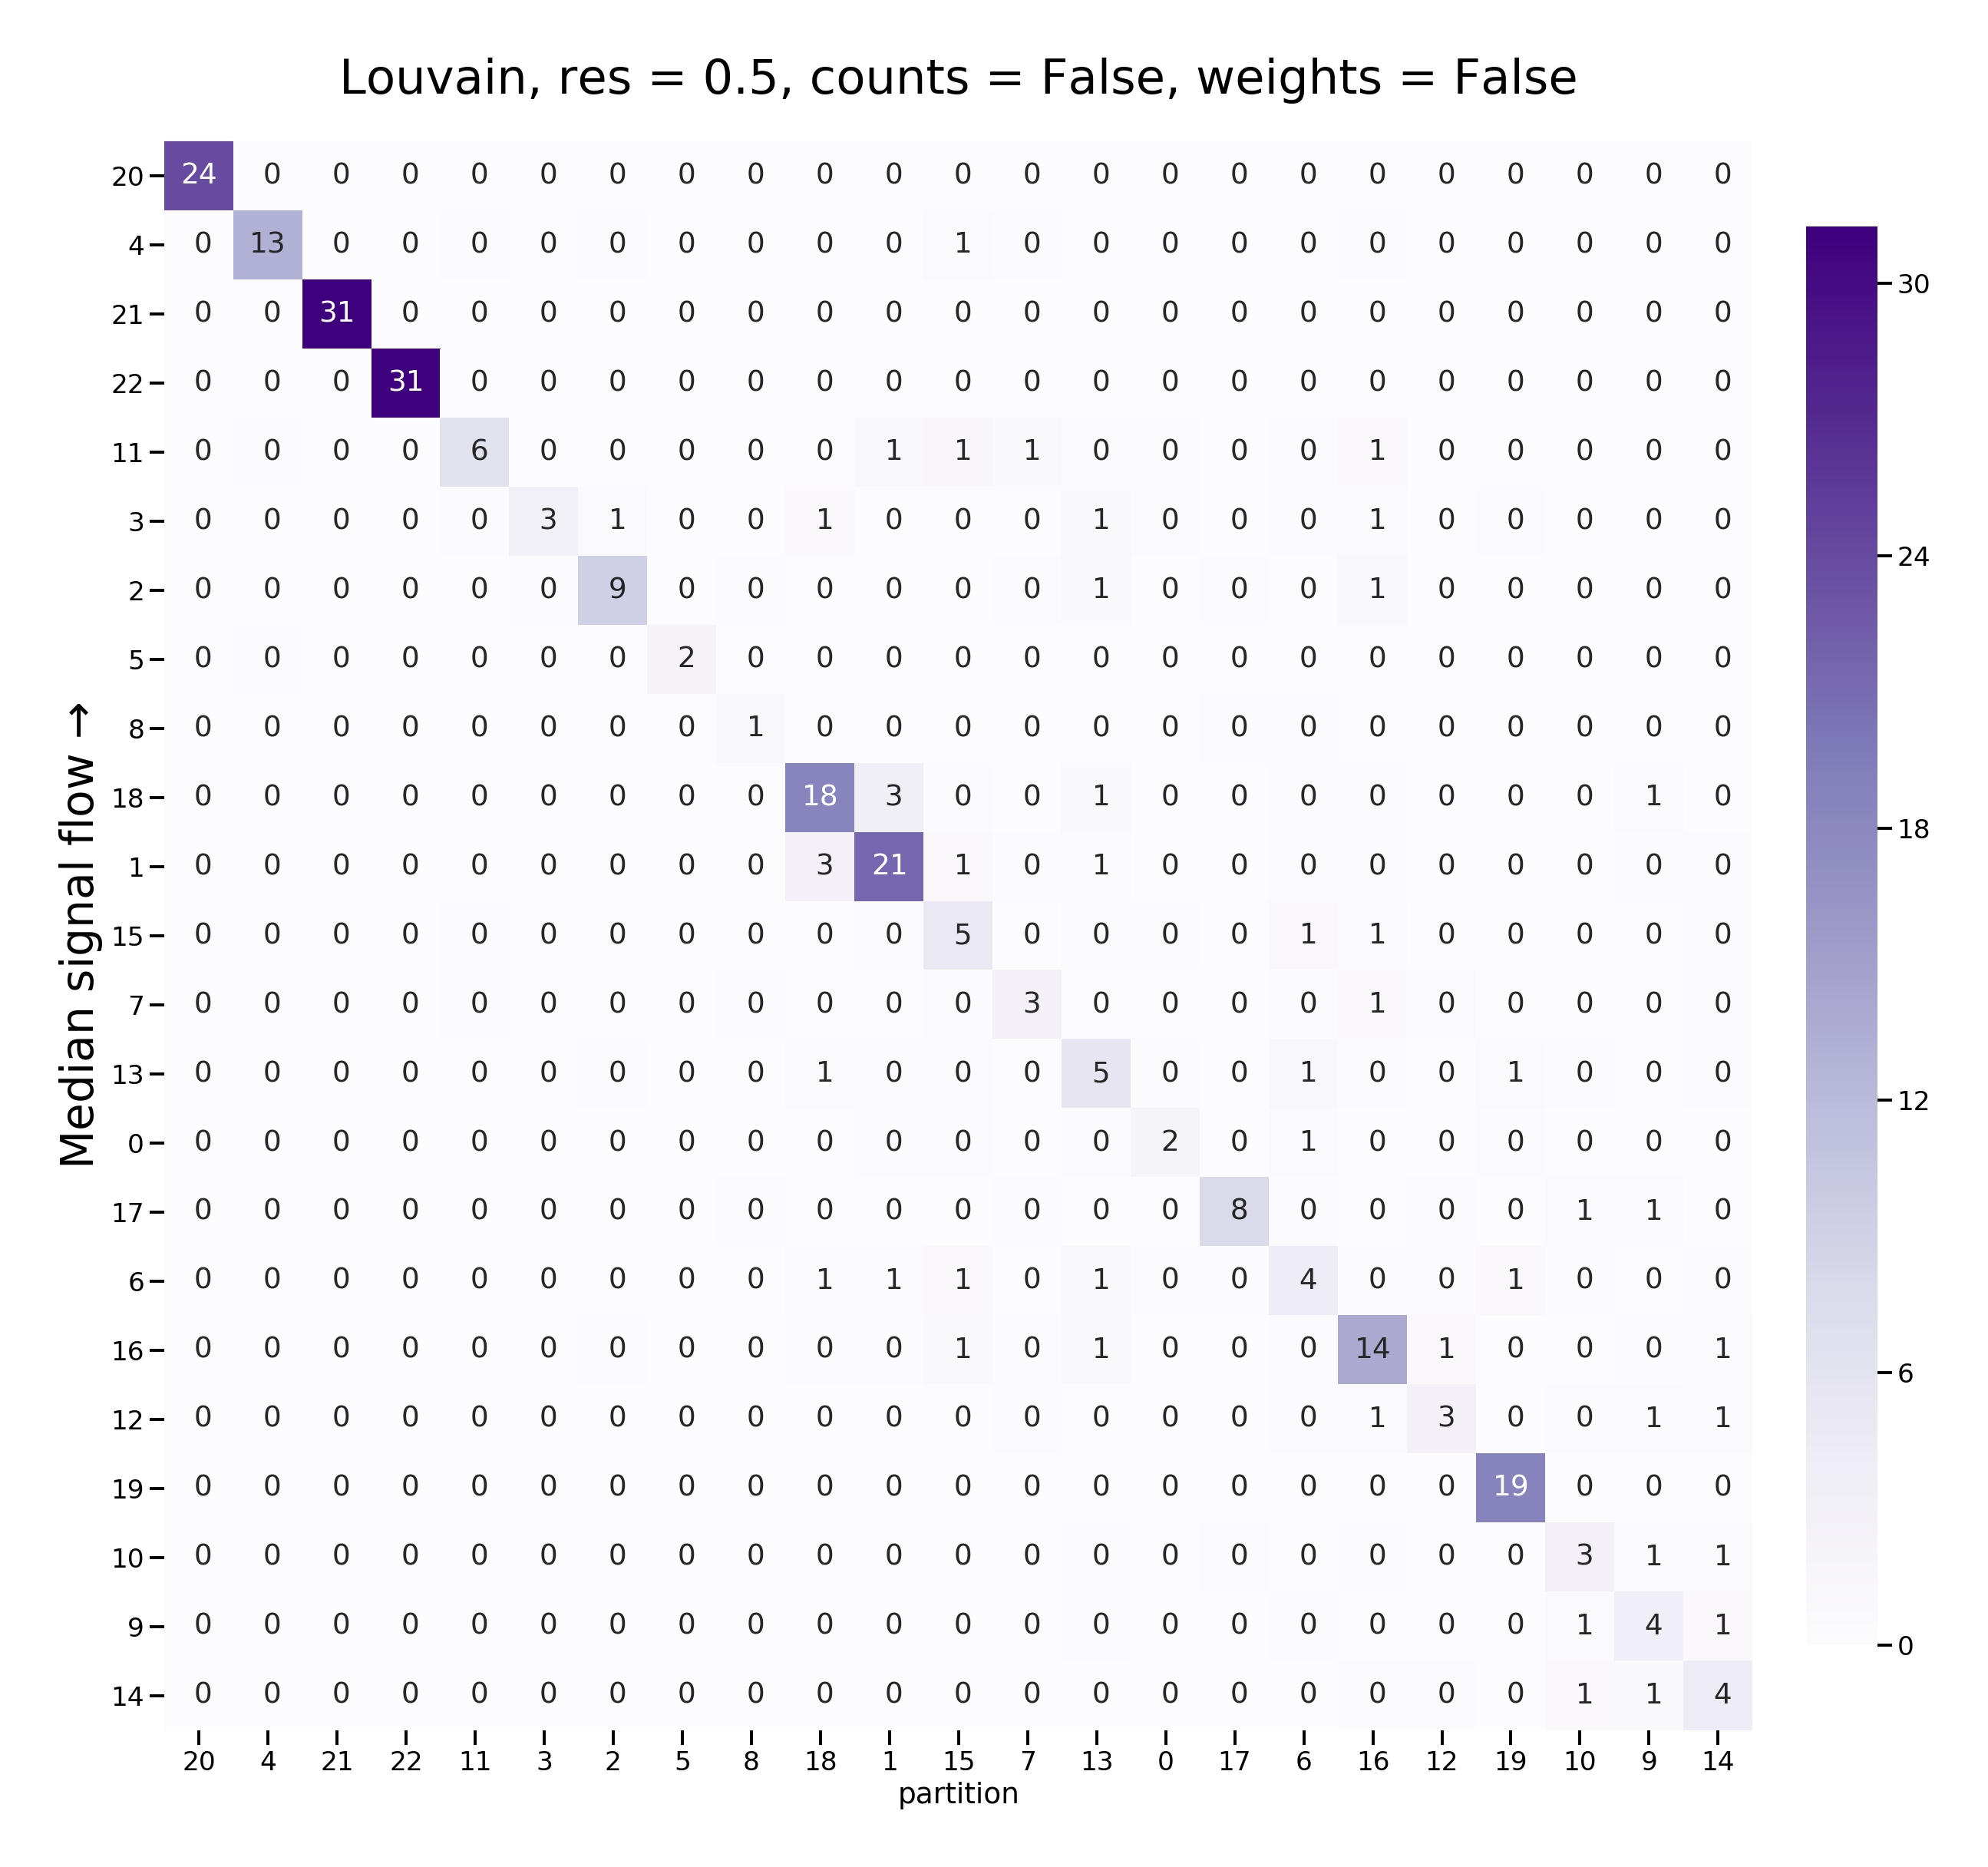 Louvain, res = 0.5, counts = False, weights = False
20 24 0 0 0 0 0 0 0 0 0 0 0 0 0 0 0 0 0 0 0 0 0 0
4 0 13 0 0 0 0 0 0 0 0 0 1 0 0 0 0 0 0 0 0 0 0 0
21 0 0 31 0 0 0 0 0 0 0 0 0 0 0 0 0 0 0 0 0 0 0 0
22 0 0 0 31 0 0 0 0 0 0 0 0 0 0 0 0 0 0 0 0 0 0 0
11 0 0 0 0 6 0 0 0 0 0 1 1 1 0 0 0 0 1 0 0 0 0 0
3 0 0 0 0 0 3 1 0 0 1 0 0 0 1 0 0 0 1 0 0 0 0 0
2 0 0 0 0 0 0 9 0 0 0 0 0 0 1 0 0 0 1 0 0 0 0 0
5 0 0 0 0 0 0 0 2 0 0 0 0 0 0 0 0 0 0 0 0 0 0 0
8 0 0 0 0 0 0 0 0 1 0 0 0 0 0 0 0 0 0 0 0 0 0 0
18 0 0 0 0 0 0 0 0 0 18 3 0 0 1 0 0 0 0 0 0 0 1 0
1 0 0 0 0 0 0 0 0 0 3 21 1 0 1 0 0 0 0 0 0 0 0 0
15 0 0 0 0 0 0 0 0 0 0 0 5 0 0 0 0 1 1 0 0 0 0 0
7 0 0 0 0 0 0 0 0 0 0 0 0 3 0 0 0 0 1 0 0 0 0 0
13 0 0 0 0 0 0 0 0 0 1 0 0 0 5 0 0 1 0 0 1 0 0 0
0 0 0 0 0 0 0 0 0 0 0 0 0 0 0 2 0 1 0 0 0 0 0 0
17 0 0 0 0 0 0 0 0 0 0 0 0 0 0 0 8 0 0 0 0 1 1 0
6 0 0 0 0 0 0 0 0 0 1 1 1 0 1 0 0 4 0 0 1 0 0 0
16 0 0 0 0 0 0 0 0 0 0 0 1 0 1 0 0 0 14 1 0 0 0 1
12 0 0 0 0 0 0 0 0 0 0 0 0 0 0 0 0 0 1 3 0 0 1 1
19 0 0 0 0 0 0 0 0 0 0 0 0 0 0 0 0 0 0 0 19 0 0 0
10 0 0 0 0 0 0 0 0 0 0 0 0 0 0 0 0 0 0 0 0 3 1 1
9 0 0 0 0 0 0 0 0 0 0 0 0 0 0 0 0 0 0 0 0 1 4 1
14 0 0 0 0 0 0 0 0 0 0 0 0 0 0 0 0 0 0 0 0 1 1 4
20 4 21 22 11 3 2 5 8 18 1 15 7 13 0 17 6 16 12 19 10 9 14
partition
Median signal flow →
30
24
18
12
6
0